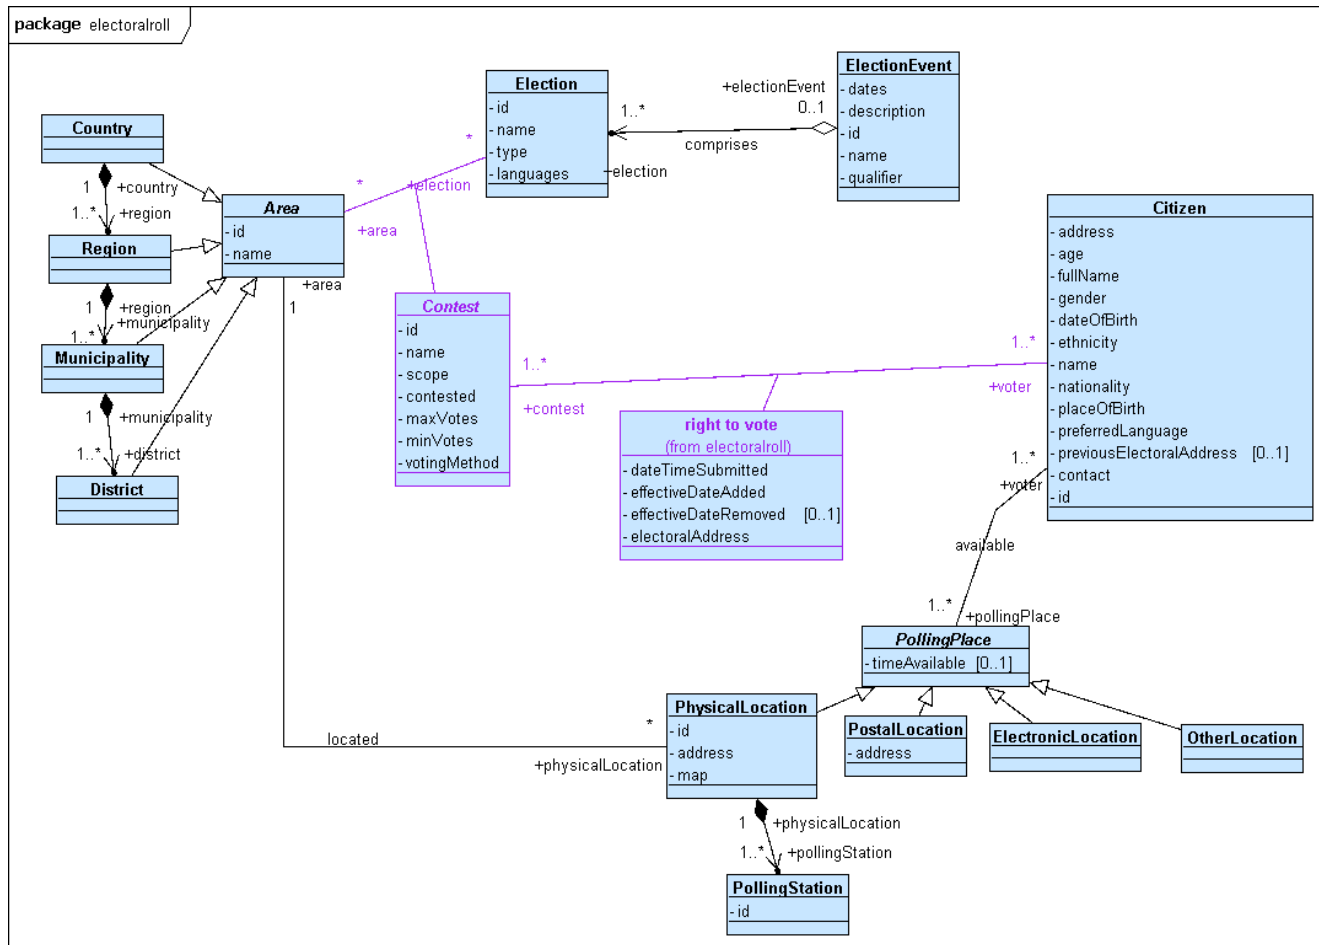 package electoralroll
ElectionEvent
- dates
- description
- id
- name
- qualifier
+electionEvent
0..1
comprises
1..*
+election
Election
- id
- name
- type
- languages
*
+election
*
+area
Country
1
+country
1..*
+region
Region
1
+region
1..*
+municipality
Municipality
1
+municipality
1..*
+district
District
Area
- id
- name
+area
1
Contest
- id
- name
- scope
- contested
- maxVotes
- minVotes
- votingMethod
1..*
+contest
1..*
+voter
right to vote
(from electoralroll)
- dateTimeSubmitted
- effectiveDateAdded
- effectiveDateRemoved [0..1]
- electoralAddress
Citizen
- address
- age
- fullName
- gender
- dateOfBirth
- ethnicity
- name
- nationality
- placeOfBirth
- preferredLanguage
- previousElectoralAddress [0..1]
- contact
- id
1..*
+voter
available
1..*
+pollingPlace
PollingPlace
- timeAvailable [0..1]
located
*
+physicalLocation
PhysicalLocation
- id
- address
- map
PostalLocation
- address
ElectronicLocation
OtherLocation
1
+physicalLocation
1..*
+pollingStation
PollingStation
- id